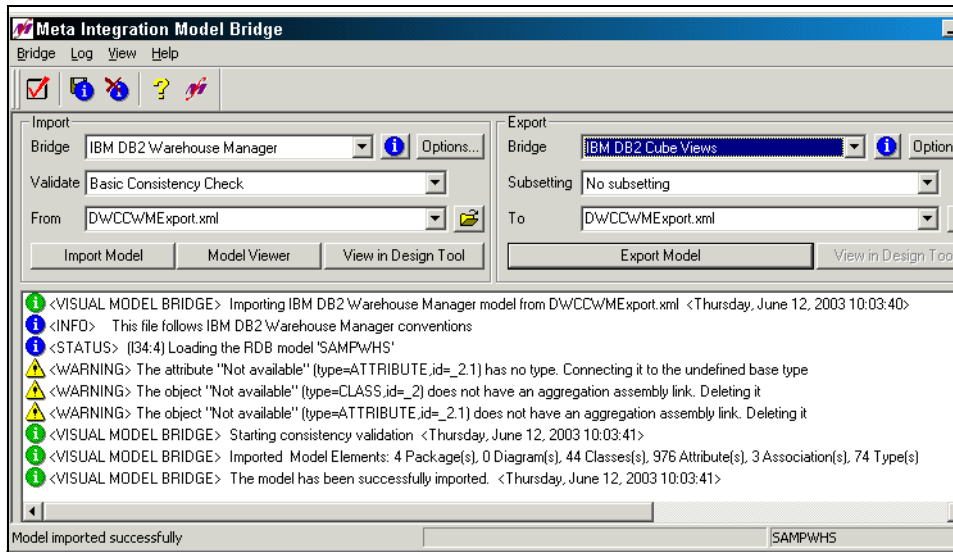 Meta Integration Model Bridge
Bridge Log View Help
Import
Bridge IBM DB2 Warehouse Manager Options...
Validate Basic Consistency Check
From DWCCWMExport.xml
Import Model Model Viewer View in Design Tool
Export
Bridge IBM DB2 Cube Views Option
Subsetting No subsetting
To DWCCWMExport.xml
Export Model View in Design Too
<VISUAL MODEL BRIDGE> Importing IBM DB2 Warehouse Manager model from DWCCWMExport.xml <Thursday, June 12, 2003 10:03:40>
<INFO> This file follows IBM DB2 Warehouse Manager conventions
<STATUS> (I34:4) Loading the RDB model 'SAMPWHS'
<WARNING> The attribute "Not available" (type=ATTRIBUTE,id=_2.1) has no type. Connecting it to the undefined base type
<WARNING> The object "Not available" (type=CLASS,id=_2) does not have an aggregation assembly link. Deleting it
<WARNING> The object "Not available" (type=ATTRIBUTE,id=_2.1) does not have an aggregation assembly link. Deleting it
<VISUAL MODEL BRIDGE> Starting consistency validation <Thursday, June 12, 2003 10:03:41>
<VISUAL MODEL BRIDGE> Imported Model Elements: 4 Package(s), 0 Diagram(s), 44 Classes(s), 976 Attribute(s), 3 Association(s), 74 Type(s)
<VISUAL MODEL BRIDGE> The model has been successfully imported. <Thursday, June 12, 2003 10:03:41>
Model imported successfully SAMPWHS